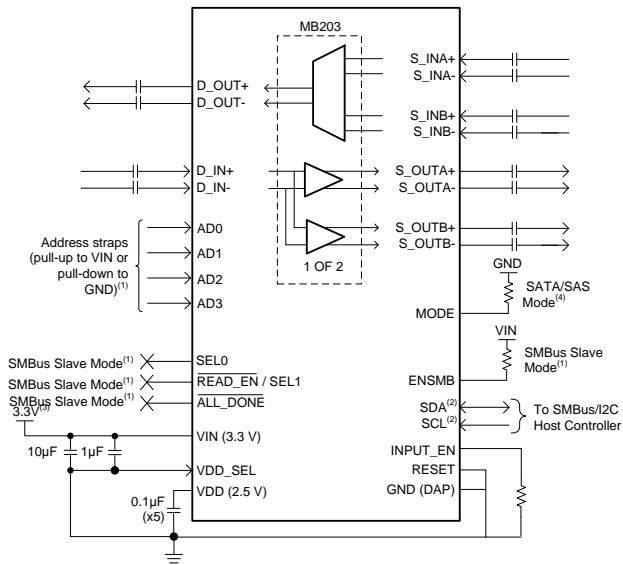 MB203
D_OUT+
D_OUT-
S_INA+
S_INA-
S_INB+
S_INB-
D_IN+
D_IN-
S_OUTA+
S_OUTA-
S_OUTB+
S_OUTB-
1 OF 2
Address straps
(pull-up to VIN or
pull-down to
GND)(1)
AD0
AD1
AD2
AD3
GND
SATA/SAS
Mode(4)
MODE
VIN
SMBus Slave
Mode(1)
ENSMB
SMBus Slave Mode(1)
SEL0
SMBus Slave Mode(1)
READ_EN / SEL1
SMBus Slave Mode(1)
ALL_DONE
SDA(2)
SCL(2)
To SMBus/I2C
Host Controller
3.3V(3)
VIN (3.3 V)
10µF
1µF
VDD_SEL
VDD (2.5 V)
0.1µF
(x5)
INPUT_EN
RESET
GND (DAP)